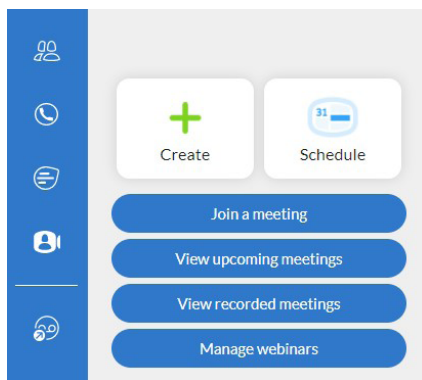 31
Create
Schedule
Join a meeting
View upcoming meetings
View recorded meetings
Manage webinars